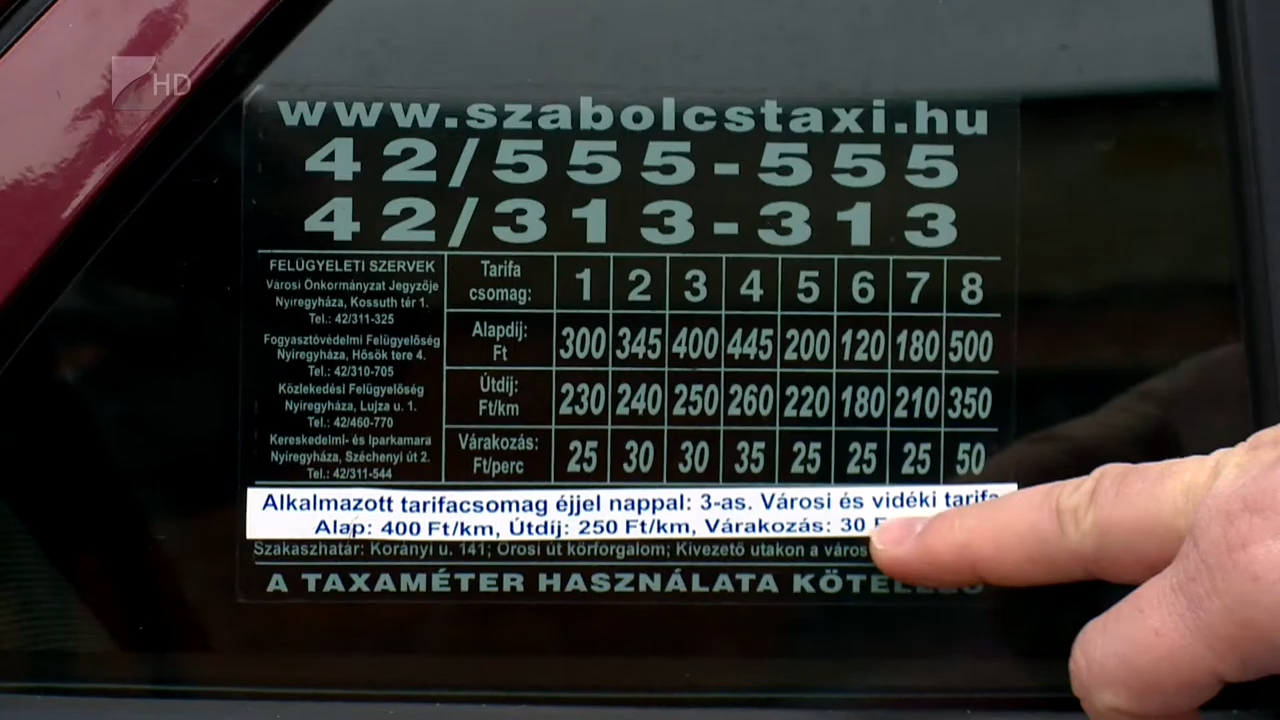 HD
www.szabolcstaxi.hu
42/555-555
42/313-313
FELÜGYELETI SZERVEK
Városi Önkormányzat Jegyzője
Nyíregyháza, Kossuth tér 1.
Tel.: 42/311-325
Fogyasztóvédelmi Felügyelőség
Nyíregyháza, Hősök tere 4.
Tel.: 42/310-705
Közlekedési Felügyelőség
Nyíregyháza, Lujza u. 1.
Tel.: 42/460-770
Kereskedelmi- és Iparkamara
Nyíregyháza, Széchenyi út 2.
Tel.: 42/311-544
Tarifa
csomag: 1 2 3 4 5 6 7 8
Alapdíj:
Ft 300 345 400 445 200 120 180 500
Útdíj:
Ft/km 230 240 250 260 220 180 210 350
Várakozás:
Ft/perc 25 30 30 35 25 25 25 50
Alkalmazott tarifacsomag éjjel nappal: 3-as. Városi és vidéki tarifa
Alap: 400 Ft/km, Útdíj: 250 Ft/km, Várakozás: 30
Szakaszhatár: Korányi u. 141; Orosi út körforgalom; Kivezető utakon a
A TAXAMÉTER HASZNÁLATA